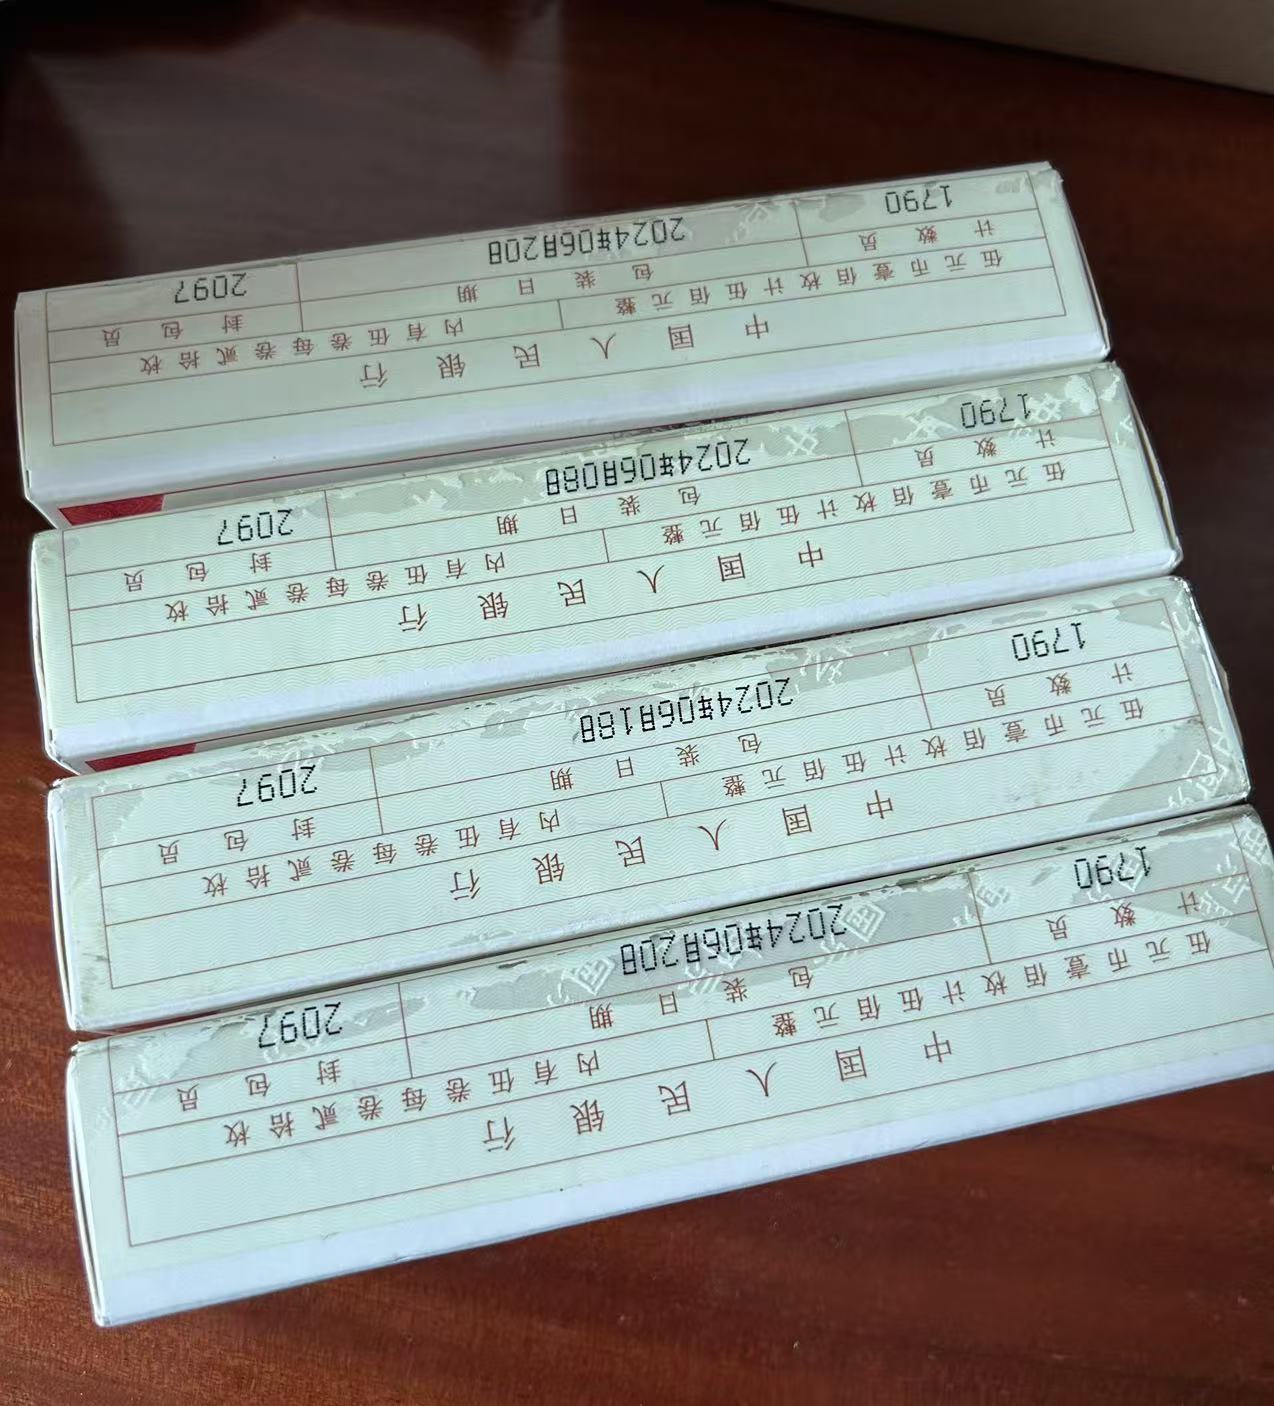 中国人民银行
伍元币壹佰枚计伍佰元整 内有伍卷每卷贰拾枚
计数员 包装日期 封包员
1790 2024年06月20日 2097
中国人民银行
伍元币壹佰枚计伍佰元整 内有伍卷每卷贰拾枚
计数员 包装日期 封包员
1790 2024年06月18日 2097
中国人民银行
伍元币壹佰枚计伍佰元整 内有伍卷每卷贰拾枚
计数员 包装日期 封包员
1790 2024年06月08日 2097
中国人民银行
伍元币壹佰枚计伍佰元整 内有伍卷每卷贰拾枚
计数员 包装日期 封包员
1790 2024年06月20日 2097